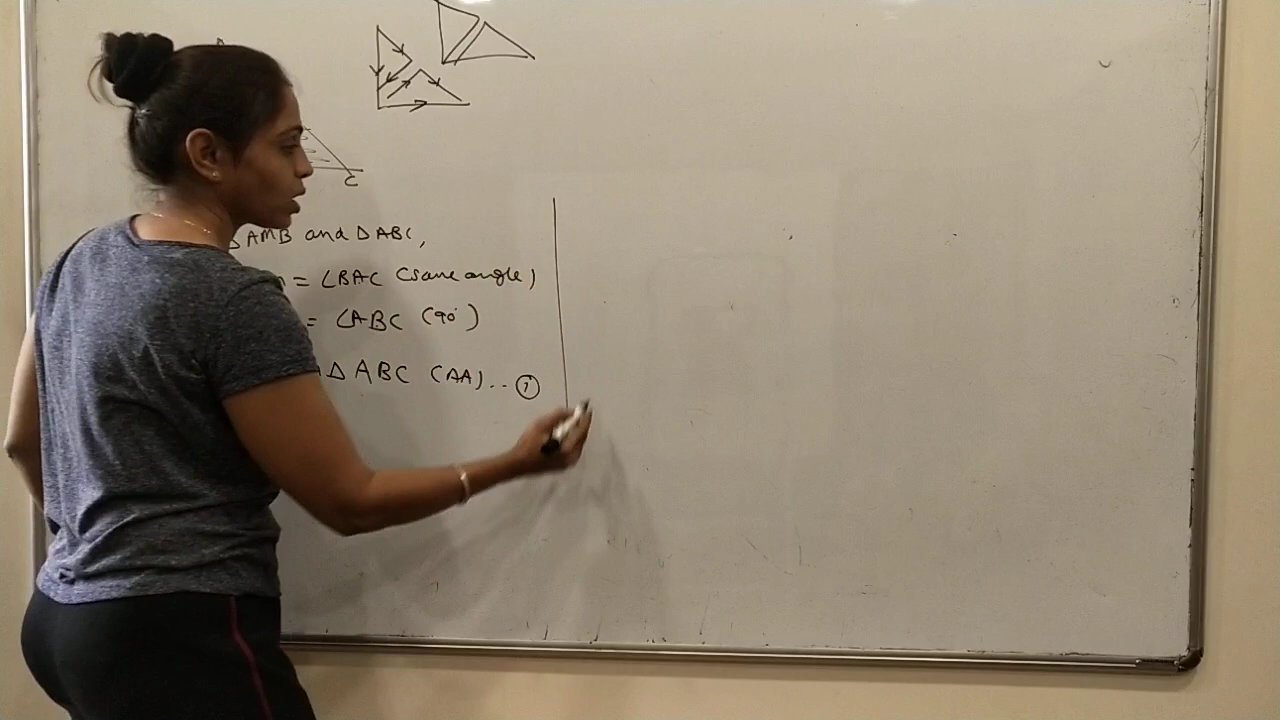 C
Δ AMB and Δ ABC,
= ∠BAC (same angle)
= ∠ABC (90°)
Δ ABC (AA) .. ①